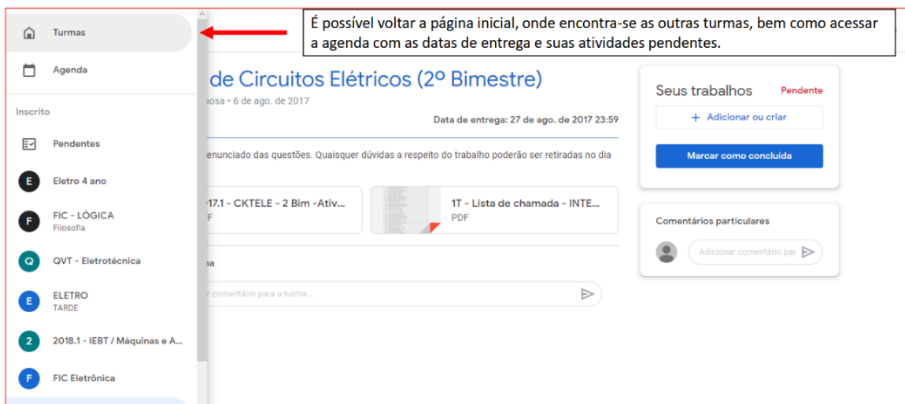 Turmas
É possível voltar a página inicial, onde encontra-se as outras turmas, bem como acessar
a agenda com as datas de entrega e suas atividades pendentes.
Agenda
Inscrito
Pendentes
E
Eletro 4 ano
F
FIC - LÓGICA
Filosofia
Q
QVT - Eletrotécnica
E
ELETRO
TARDE
2
2018.1 - IEBT / Máquinas e A...
F
FIC Eletrônica
de Circuitos Elétricos (2º Bimestre)
osa • 6 de ago. de 2017
Data de entrega: 27 de ago. de 2017 23:59
enunciado das questões. Quaisquer dúvidas a respeito do trabalho poderão ser retiradas no dia
17.1 - CKTELE - 2 Bim -Ativ...
F
1T - Lista de chamada - INTE...
PDF
na
comentário para a turma...
Seus trabalhos
Pendente
+ Adicionar ou criar
Marcar como concluída
Comentários particulares
Adicionar comentário par